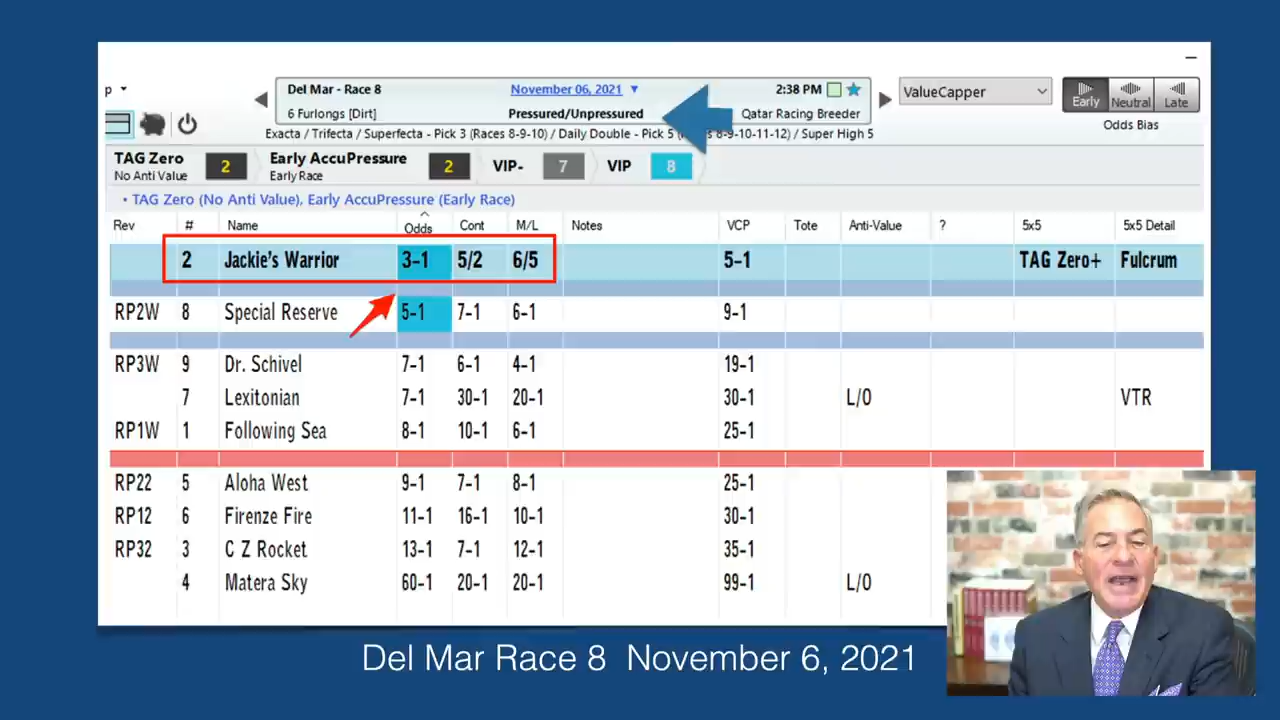 Del Mar - Race 8 November 06, 2021 ▼ 2:38 PM
p ValueCapper
6 Furlongs [Dirt] Pressured/Unpressured Qatar Racing Breeder
Early Neutral Late
Exacta / Trifecta / Superfecta - Pick 3 (Races 8-9-10) / Daily Double - Pick 5 8-9-10-11-12) / Super High 5
Odds Bias
TAG Zero 2 Early AccuPressure 2 VIP- 7 VIP 8
No Anti Value Early Race
• TAG Zero (No Anti Value), Early AccuPressure (Early Race)
Rev # Name Odds Cont M/L Notes VCP Tote Anti-Value ? 5x5 5x5 Detail
2 Jackie's Warrior 3-1 5/2 6/5 5-1 TAG Zero+ Fulcrum
RP2W 8 Special Reserve 5-1 7-1 6-1 9-1
RP3W 9 Dr. Schivel 7-1 6-1 4-1 19-1
7 Lexitonian 7-1 30-1 20-1 30-1 L/O VTR
RP1W 1 Following Sea 8-1 10-1 6-1 25-1
RP22 5 Aloha West 9-1 7-1 8-1 25-1
RP12 6 Firenze Fire 11-1 16-1 10-1 30-1
RP32 3 C Z Rocket 13-1 7-1 12-1 35-1
4 Matera Sky 60-1 20-1 20-1 99-1 L/O
Del Mar Race 8 November 6, 2021